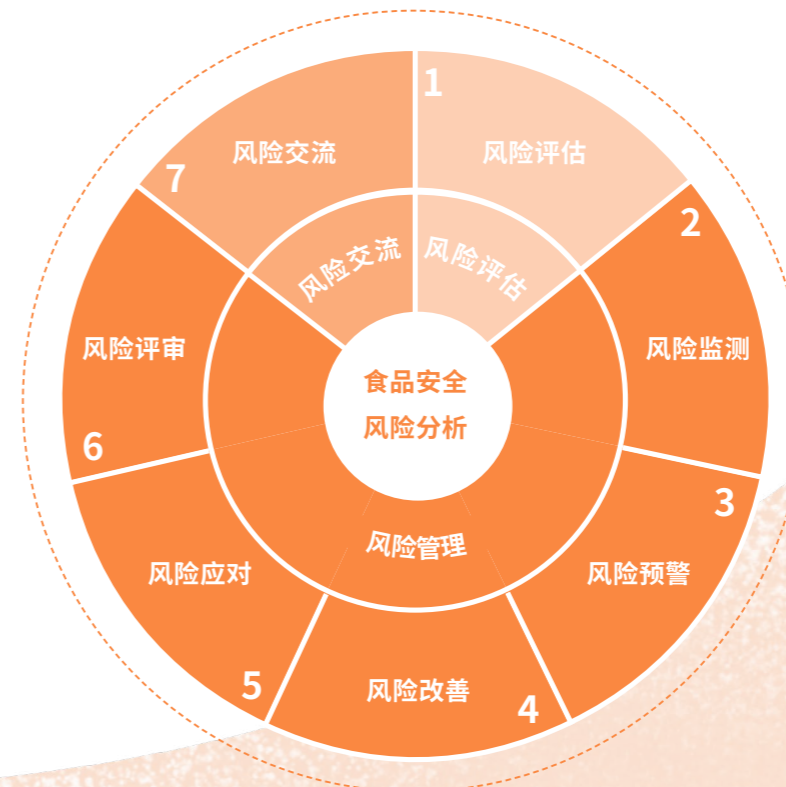 1
风险评估
2
风险监测
3
风险预警
4
风险改善
5
风险应对
6
风险评审
7
风险交流
风险交流
风险评估
风险管理
食品安全
风险分析